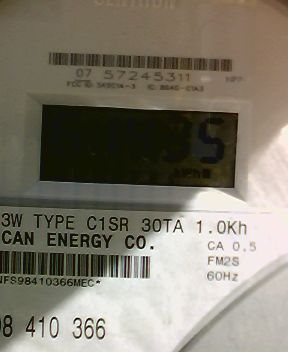 CENTRON
07 57245311
3W TYPE C1SR 30TA 1.0Kh
CAN ENERGY CO.
CA 0.5
FM2S
60Hz
NFS98410366MEC*
98 410 366